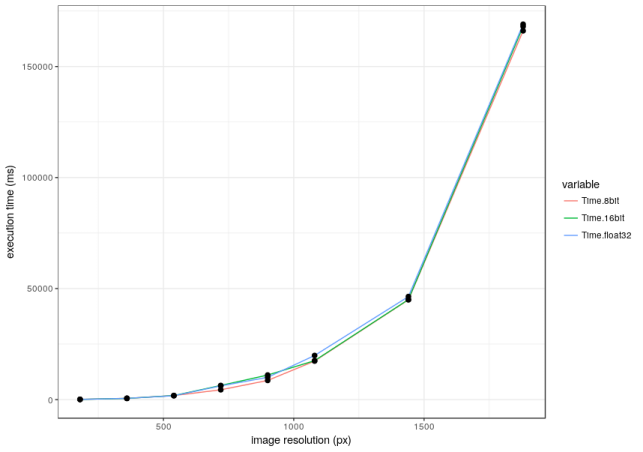 150000
100000
50000
0
execution time (ms)
500
1000
1500
image resolution (px)
variable
Time.8bit
Time.16bit
Time.float32